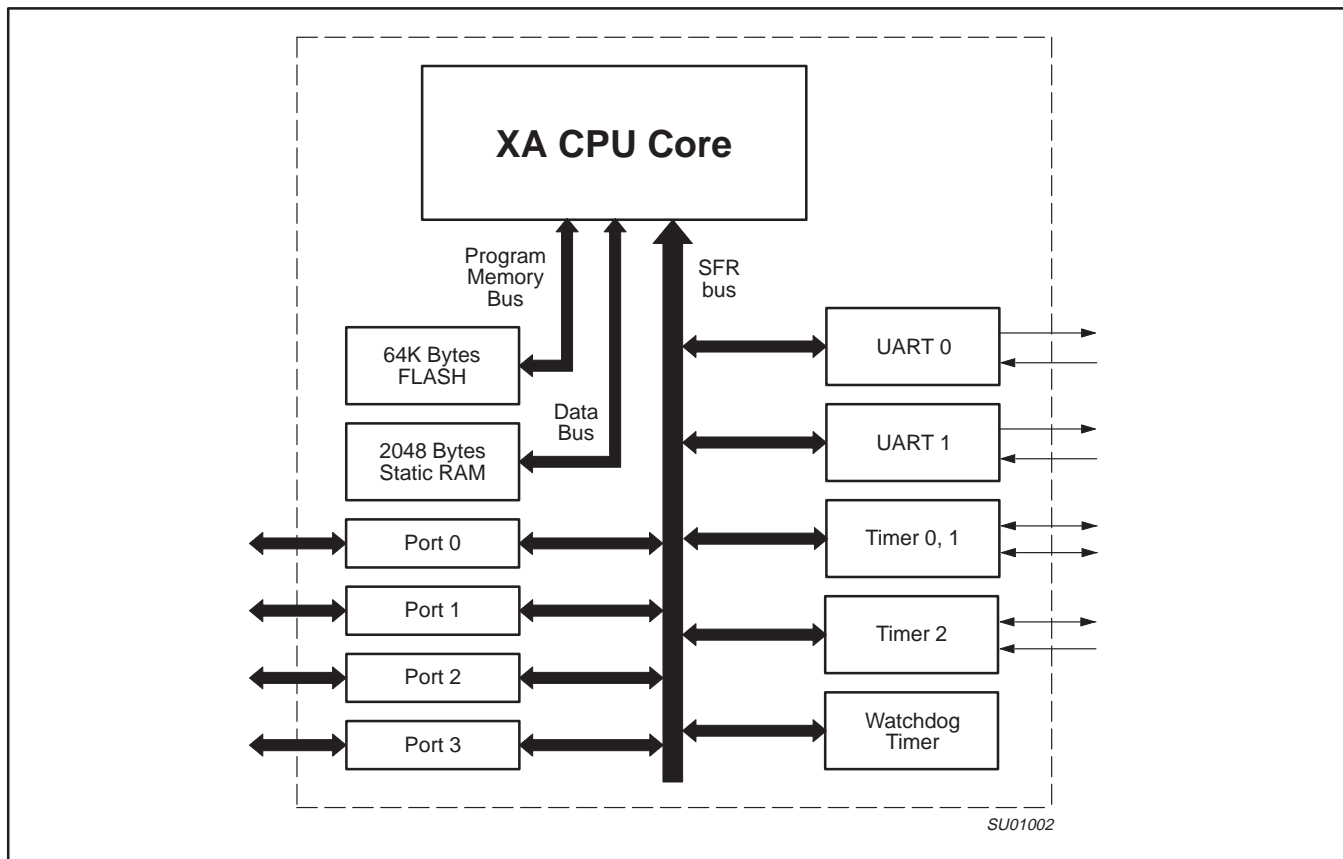 XA CPU Core
Program
Memory
Bus
SFR
bus
64K Bytes
FLASH
Data
Bus
2048 Bytes
Static RAM
Port 0
Port 1
Port 2
Port 3
UART 0
UART 1
Timer 0, 1
Timer 2
Watchdog
Timer
SU01002